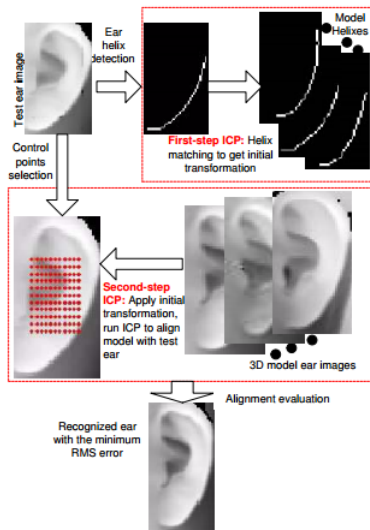 Test ear image
Ear
helix
detection
Model
Helixes
First-step ICP: Helix
matching to get initial
transformation
Control
points
selection
Second-step
ICP: Apply initial
transformation,
run ICP to align
model with test
ear
3D model ear images
Alignment evaluation
Recognized ear
with the minimum
RMS error